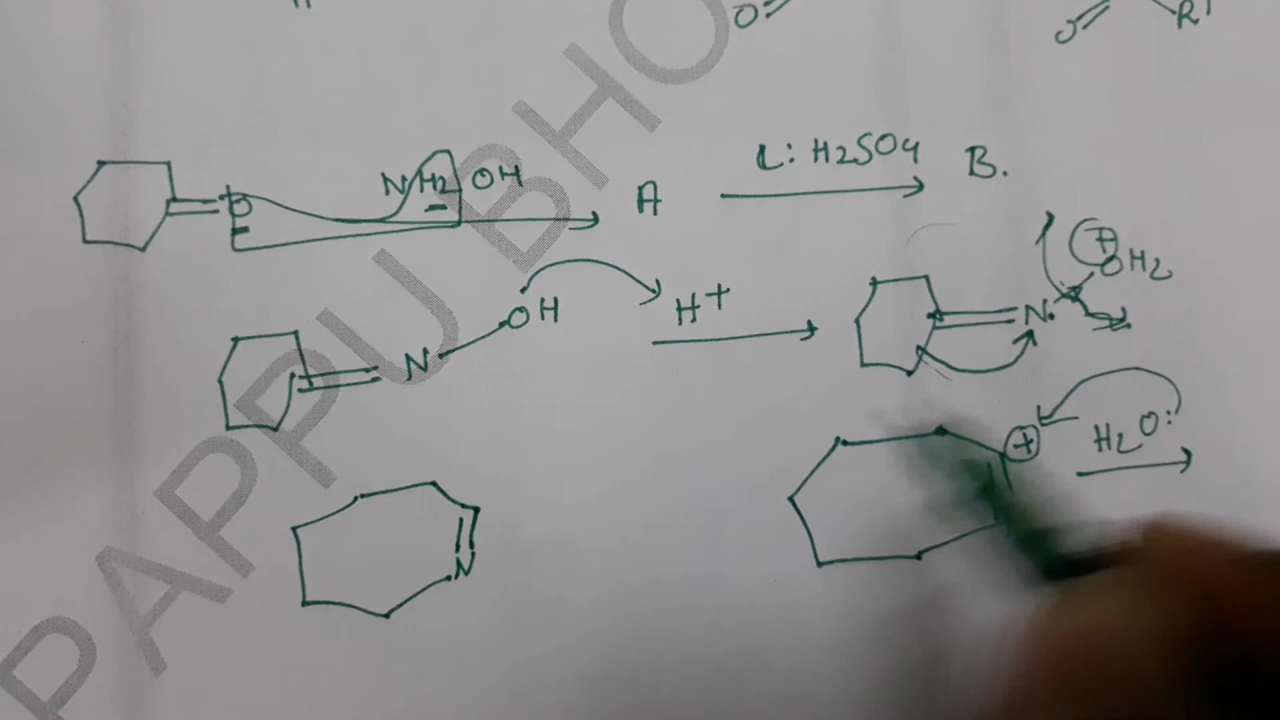 O R'
O NH2 OH A L: H2SO4 B.
N OH H+ N. OH2 +
+ H2O:
N
PAPPU BHO